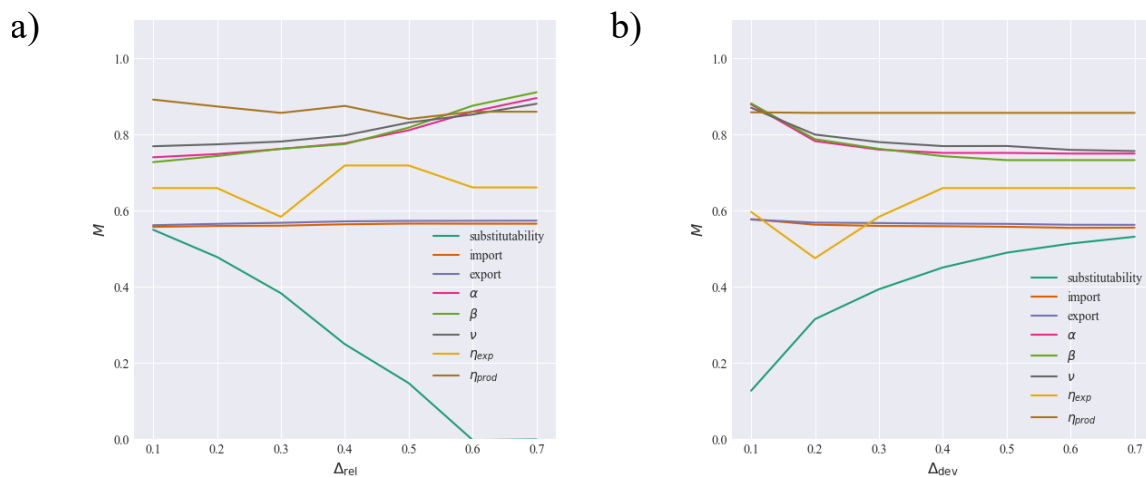 a)
1.0
0.8
0.6
0.4
0.2
0.0
M
0.1 0.2 0.3 0.4 0.5 0.6 0.7
Δrel
substitutability
import
export
α
β
ν
ηexp
ηprod
b)
1.0
0.8
0.6
0.4
0.2
0.0
M
0.1 0.2 0.3 0.4 0.5 0.6 0.7
Δdev
substitutability
import
export
α
β
ν
ηexp
ηprod